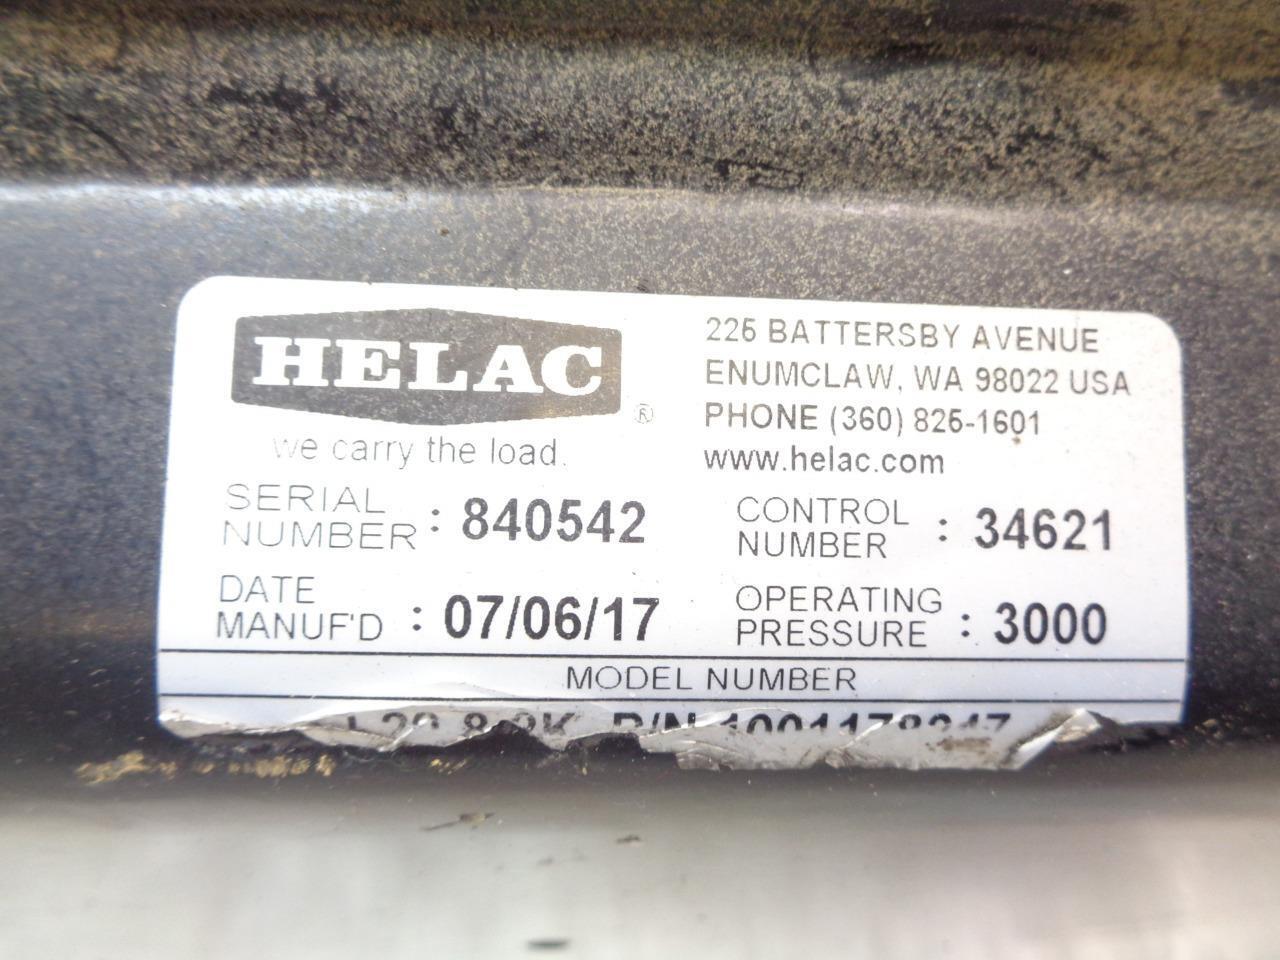 HELAC ®
we carry the load.
225 BATTERSBY AVENUE
ENUMCLAW, WA 98022 USA
PHONE (360) 825-1601
www.helac.com
SERIAL
NUMBER : 840542
CONTROL
NUMBER : 34621
DATE
MANUF'D : 07/06/17
OPERATING
PRESSURE : 3000
MODEL NUMBER
P/N